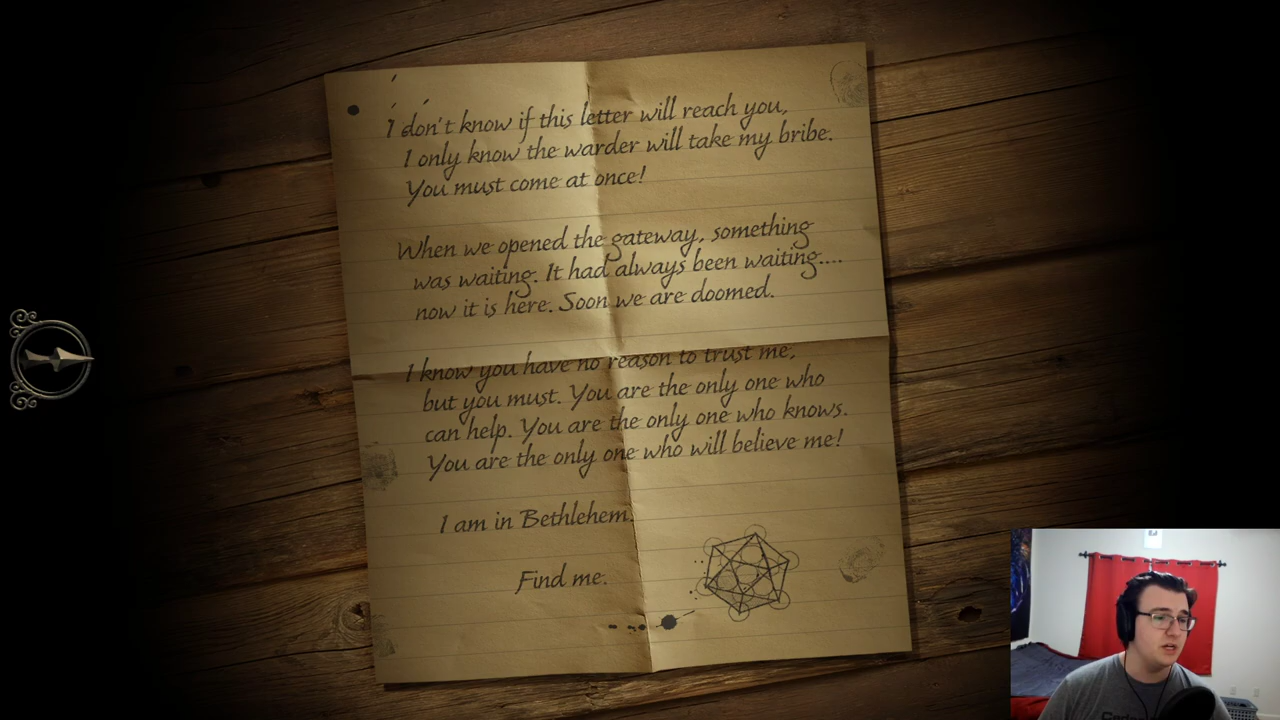 I don't know if this letter will reach you,
I only know the warder will take my bribe.
You must come at once!
When we opened the gateway, something
was waiting. It had always been waiting....
now it is here. Soon we are doomed.
I know you have no reason to trust me,
but you must. You are the only one who
can help. You are the only one who knows.
You are the only one who will believe me!
I am in Bethlehem.
Find me.